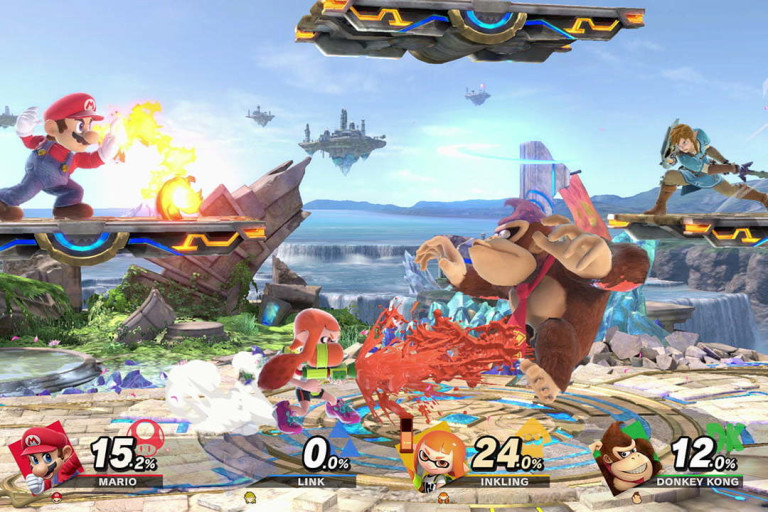 15.2%
MARIO
0.0%
LINK
24.0%
INKLING
12.0%
DONKEY KONG